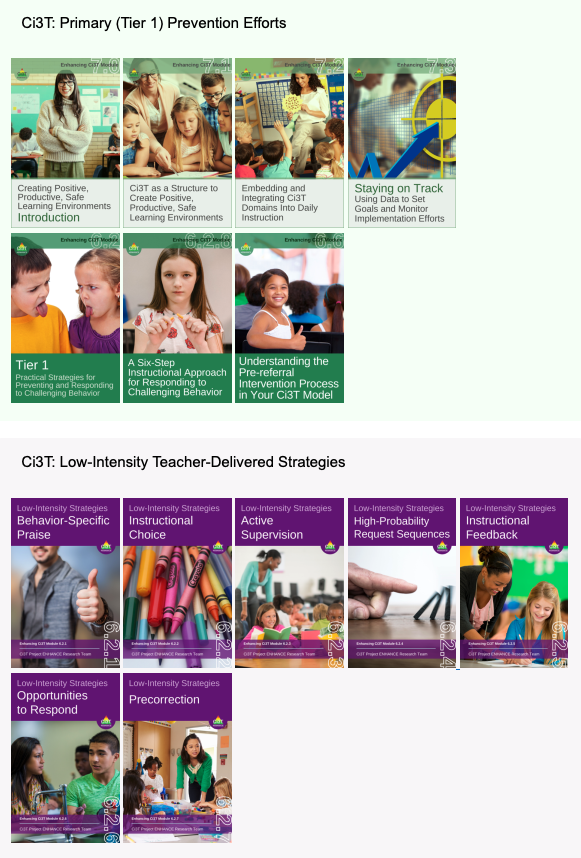 Ci3T: Primary (Tier 1) Prevention Efforts
Enhancing Ci3T Module
Creating Positive,
Productive, Safe
Learning Environments
Introduction
Enhancing Ci3T Module
Ci3T as a Structure to
Create Positive,
Productive, Safe
Learning Environments
Enhancing Ci3T Module
Embedding and
Integrating Ci3T
Domains Into Daily
Instruction
Enhancing Ci3T Module
Staying on Track
Using Data to Set
Goals and Monitor
Implementation Efforts
Enhancing Ci3T Module
Tier 1
Practical Strategies for
Preventing and Responding
to Challenging Behavior
Enhancing Ci3T Module
A Six-Step
Instructional Approach
for Responding to
Challenging Behavior
Enhancing Ci3T Module
Understanding the
Pre-referral
Intervention Process
in Your Ci3T Model
Ci3T: Low-Intensity Teacher-Delivered Strategies
Low-Intensity Strategies
Behavior-Specific
Praise
Enhancing Ci3T Module 6.2.1
Ci3T Project ENHANCE Research Team
6.2.1
Low-Intensity Strategies
Instructional
Choice
Enhancing Ci3T Module 6.2.2
Ci3T Project ENHANCE Research Team
6.2.2
Low-Intensity Strategies
Active
Supervision
Enhancing Ci3T Module 6.2.3
Ci3T Project ENHANCE Research Team
6.2.3
Low-Intensity Strategies
High-Probability
Request Sequences
Enhancing Ci3T Module 6.2.4
Ci3T Project ENHANCE Research Team
6.2.4
Low-Intensity Strategies
Instructional
Feedback
Enhancing Ci3T Module 6.2.5
Ci3T Project ENHANCE Research Team
6.2.5
Low-Intensity Strategies
Opportunities
to Respond
Enhancing Ci3T Module 6.2.6
Ci3T Project ENHANCE Research Team
6.2.6
Low-Intensity Strategies
Precorrection
Enhancing Ci3T Module 6.2.7
Ci3T Project ENHANCE Research Team
6.2.7